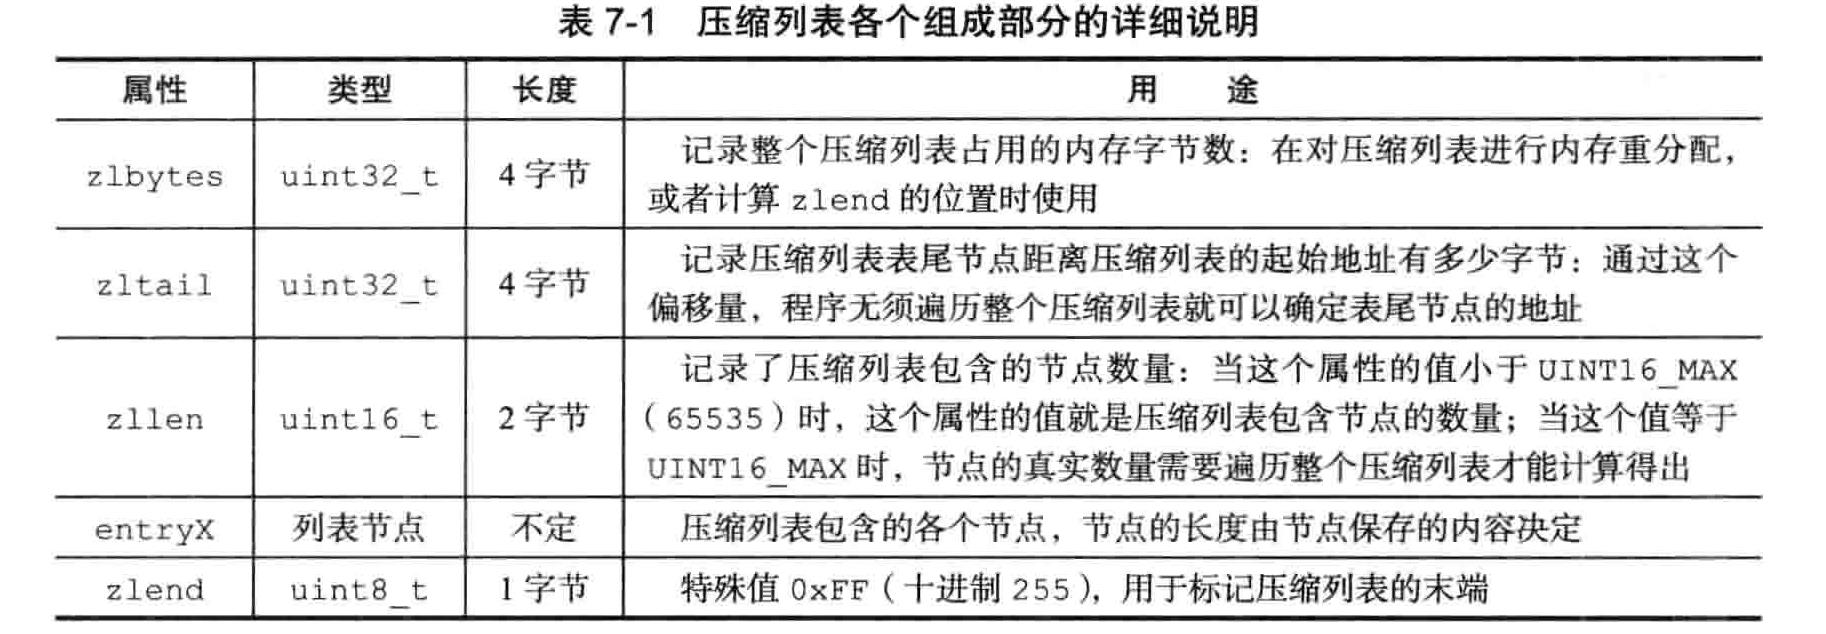 表 7-1 压缩列表各个组成部分的详细说明
属性 类型 长度 用 途
zlbytes uint32_t 4 字节 记录整个压缩列表占用的内存字节数：在对压缩列表进行内存重分配，
或者计算 zlend 的位置时使用
zltail uint32_t 4 字节 记录压缩列表表尾节点距离压缩列表的起始地址有多少字节：通过这个
偏移量，程序无须遍历整个压缩列表就可以确定表尾节点的地址
zllen uint16_t 2 字节 记录了压缩列表包含的节点数量：当这个属性的值小于 UINT16_MAX
（65535）时，这个属性的值就是压缩列表包含节点的数量；当这个值等于
UINT16_MAX 时，节点的真实数量需要遍历整个压缩列表才能计算得出
entryX 列表节点 不定 压缩列表包含的各个节点，节点的长度由节点保存的内容决定
zlend uint8_t 1 字节 特殊值 0xFF（十进制 255），用于标记压缩列表的末端